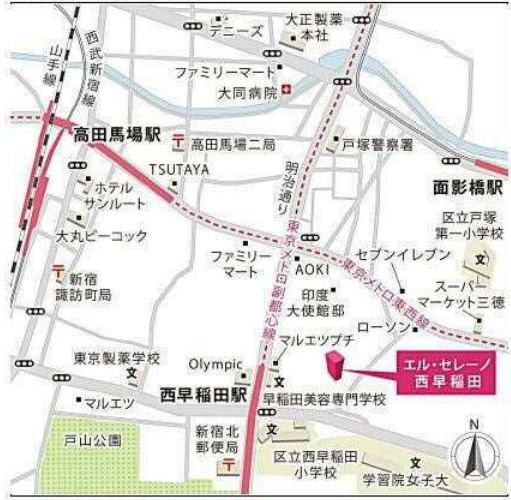 大正製薬
本社
デニーズ
西武新宿線
山手線
ファミリーマート
大同病院
高田馬場駅
高田馬場二局
戸塚警察署
TSUTAYA
明治通り
面影橋駅
ホテル
サンルート
区立戸塚
第一小学校
大丸ピーコック
ファミリー
マート
AOKI
セブンイレブン
東京メトロ副都心線
東京メトロ東西線
新宿
諏訪町局
印度
大使館邸
スーパー
マーケット三徳
ローソン
マルエツプチ
東京製薬学校
Olympic
エル・セレーノ
西早稲田
西早稲田駅
早稲田美容専門学校
マルエツ
戸山公園
新宿北
郵便局
区立西早稲田
小学校
学習院女子大
N
文
文
文
文
文